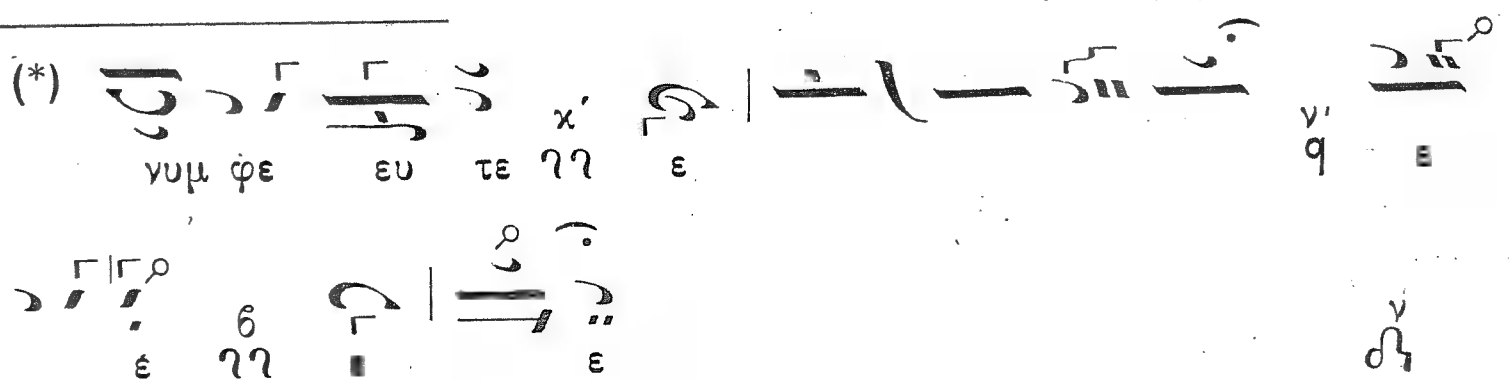 (*) νυμ φε ευ τε κ' ε ν' ε
έ ε ν